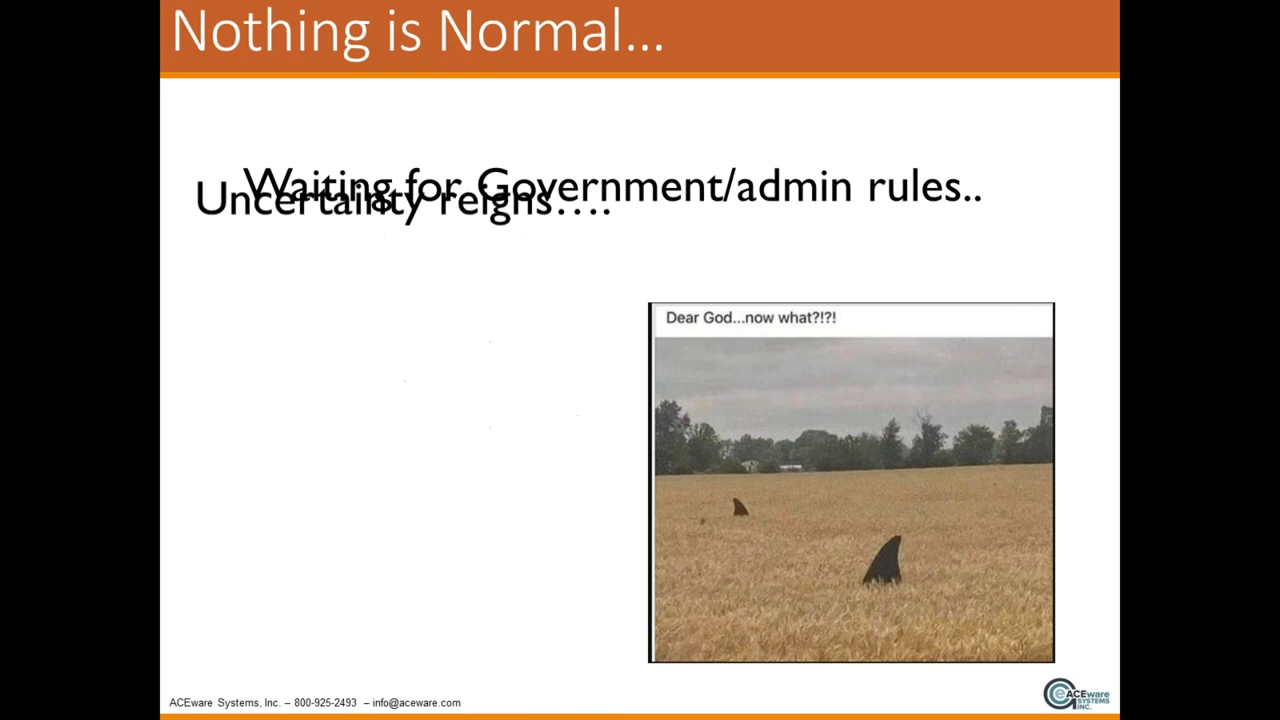 Nothing is Normal...
Waiting for Government/admin rules..
Uncertainty reigns….
Dear God...now what?!?!
ACEware Systems, Inc. – 800-925-2493 – info@aceware.com
ACEware
SYSTEMS
INC.